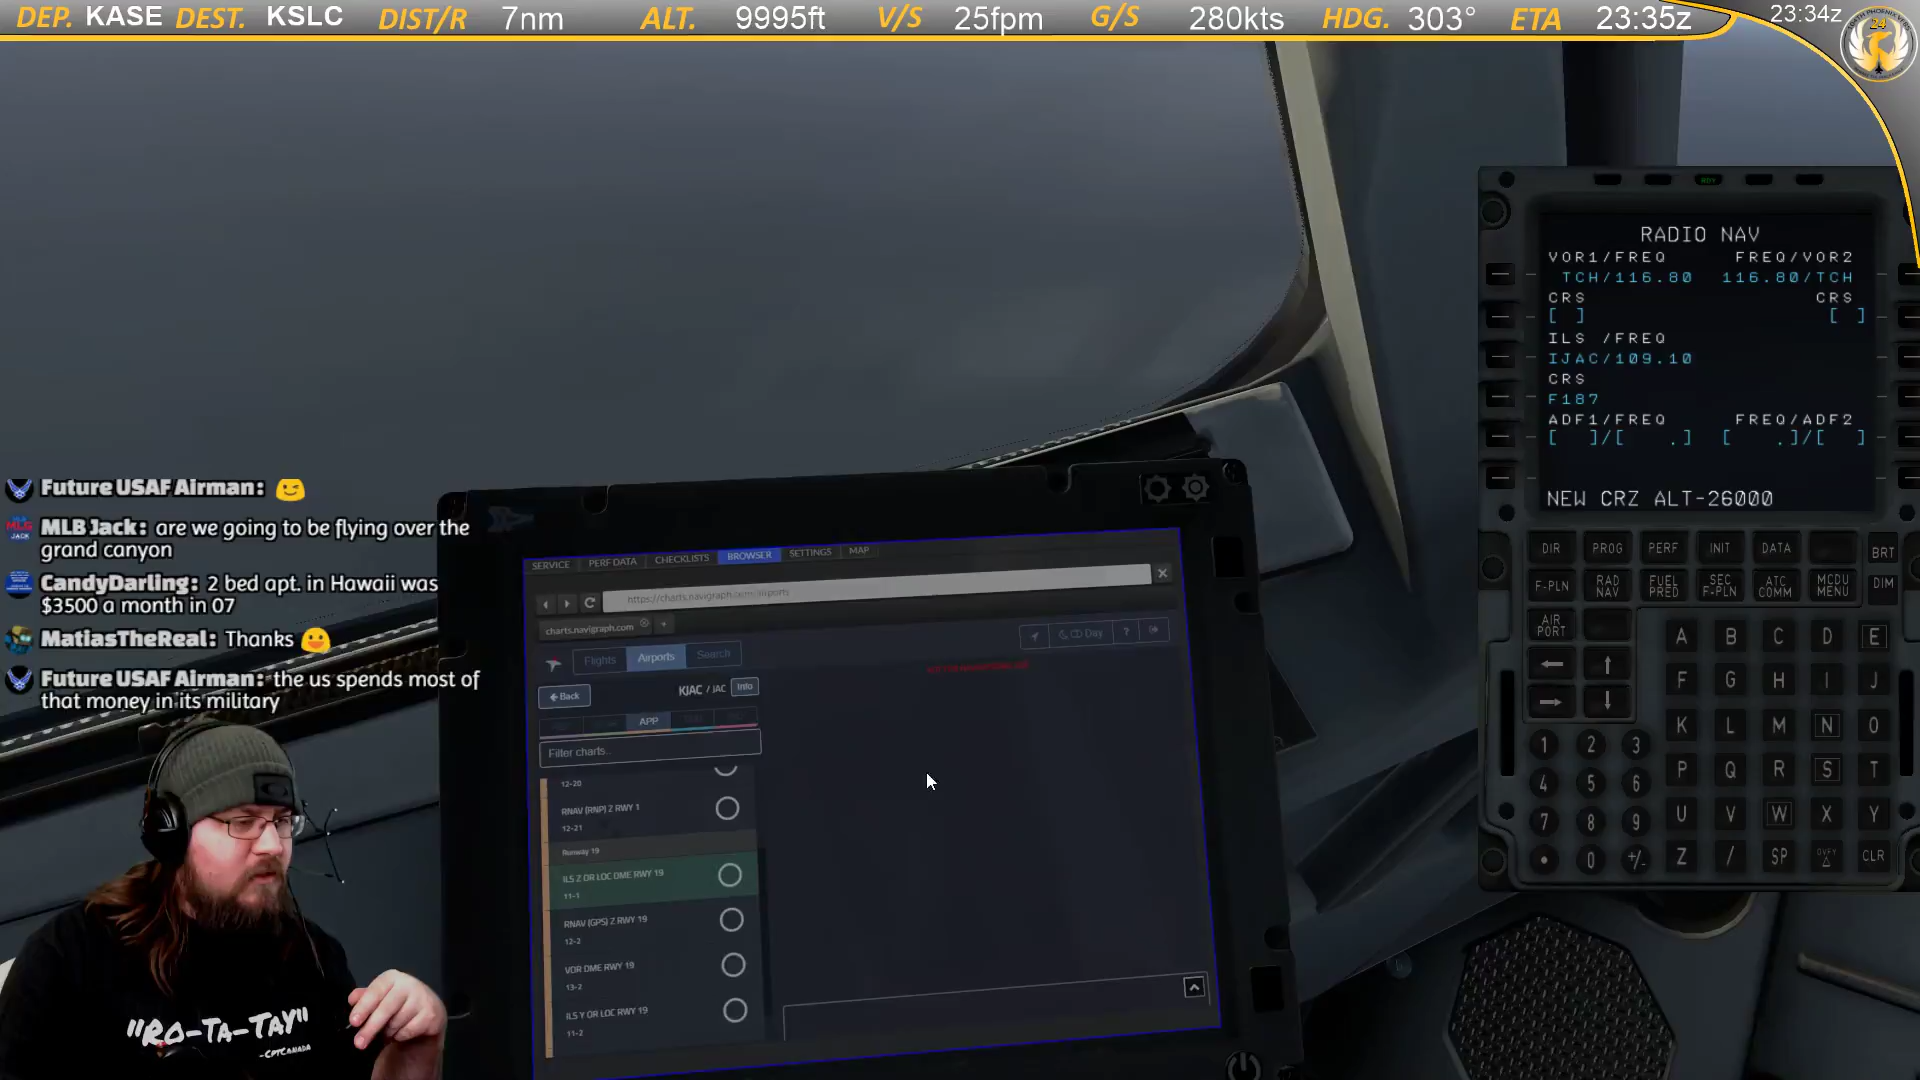 DEP. KASE DEST. KSLC DIST/R 7nm ALT. 9995ft V/S 25fpm G/S 280kts HDG. 303° ETA 23:35z 23:34z
24
RADIO NAV
VOR1/FREQ FREQ/VOR2
TCH/116.80 116.80/TCH
CRS CRS
[ ] [ ]
ILS /FREQ
IJAC/109.10
CRS
F187
ADF1/FREQ FREQ/ADF2
[ ]/[ .] [ .]/[ ]
NEW CRZ ALT-26000
DIR PROG PERF INIT DATA BRT
F-PLN RAD NAV FUEL PRED SEC F-PLN ATC COMM MCDU MENU DIM
AIR PORT
← ↑ A B C D E
→ ↓ F G H I J
K L M N O
1 2 3
P Q R S T
4 5 6
U V W X Y
7 8 9
Z / SP OVFY △ CLR
. 0 +/-
Future USAF Airman: 😉
MLB Jack: are we going to be flying over the
grand canyon
CandyDarling: 2 bed apt. in Hawaii was
$3500 a month in 07
MatiasTheReal: Thanks 😀
Future USAF Airman: the us spends most of
that money in its military
SERVICE PERF DATA CHECKLISTS BROWSER SETTINGS MAP
https://charts.navigraph.com/airports
charts.navigraph.com
Flights Airports Search Day ?
Back KJAC / JAC Info
APP
Filter charts..
12-20
RNAV (RNP) Z RWY 1
12-21
Runway 19
ILS Z OR LOC DME RWY 19
11-1
RNAV (GPS) Z RWY 19
12-2
VOR DME RWY 19
13-2
ILS Y OR LOC RWY 19
11-2
"RO-TA-TAY"
-CPTCANADA